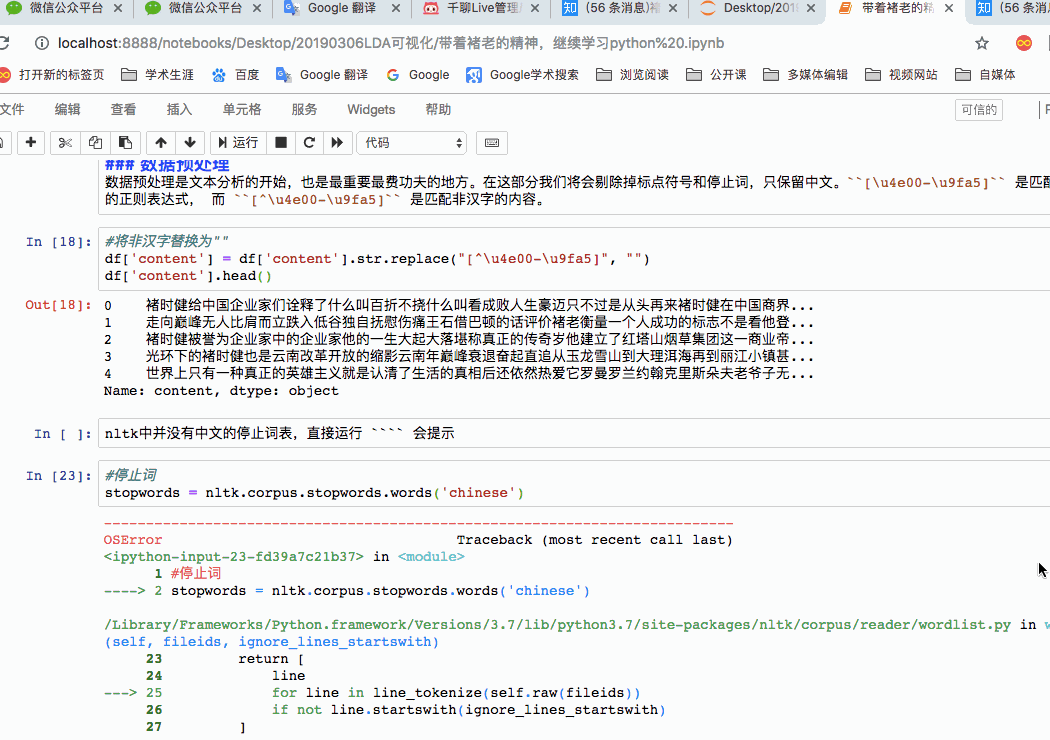 微信公众平台 微信公众平台 Google 翻译 千聊Live管理 (56 条消息) Desktop/201 带着褚老的精 (56 条消
localhost:8888/notebooks/Desktop/20190306LDA可视化/带着褚老的精神，继续学习python%20.ipynb
打开新的标签页 学术生涯 百度 Google 翻译 Google Google学术搜索 浏览阅读 公开课 多媒体编辑 视频网站 自媒体
文件 编辑 查看 插入 单元格 服务 Widgets 帮助 可信的
运行 代码
### 数据预处理
数据预处理是文本分析的开始，也是最重要最费功夫的地方。在这部分我们将会剔除掉标点符号和停止词，只保留中文。``[\u4e00-\u9fa5]`` 是匹配
的正则表达式， 而 ``[^\u4e00-\u9fa5]`` 是匹配非汉字的内容。
In [18]: #将非汉字替换为""
df['content'] = df['content'].str.replace("[^\u4e00-\u9fa5]", "")
df['content'].head()
Out[18]: 0 褚时健给中国企业家们诠释了什么叫百折不挠什么叫看成败人生豪迈只不过是从头再来褚时健在中国商界...
1 走向巅峰无人比肩而立跌入低谷独自抚慰伤痛王石借巴顿的话评价褚老衡量一个人成功的标志不是看他登...
2 褚时健被誉为企业家中的企业家他的一生大起大落堪称真正的传奇岁他建立了红塔山烟草集团这一商业帝...
3 光环下的褚时健也是云南改革开放的缩影云南年巅峰衰退奋起直追从玉龙雪山到大理洱海再到丽江小镇甚...
4 世界上只有一种真正的英雄主义就是认清了生活的真相后还依然热爱它罗曼罗兰约翰克里斯朵夫老爷子无...
Name: content, dtype: object
In [ ]: nltk中并没有中文的停止词表，直接运行 ```` 会提示
In [23]: #停止词
stopwords = nltk.corpus.stopwords.words('chinese')
---------------------------------------------------------------------------
OSError Traceback (most recent call last)
<ipython-input-23-fd39a7c21b37> in <module>
1 #停止词
----> 2 stopwords = nltk.corpus.stopwords.words('chinese')
/Library/Frameworks/Python.framework/Versions/3.7/lib/python3.7/site-packages/nltk/corpus/reader/wordlist.py in w
(self, fileids, ignore_lines_startswith)
23 return [
24 line
---> 25 for line in line_tokenize(self.raw(fileids))
26 if not line.startswith(ignore_lines_startswith)
27 ]